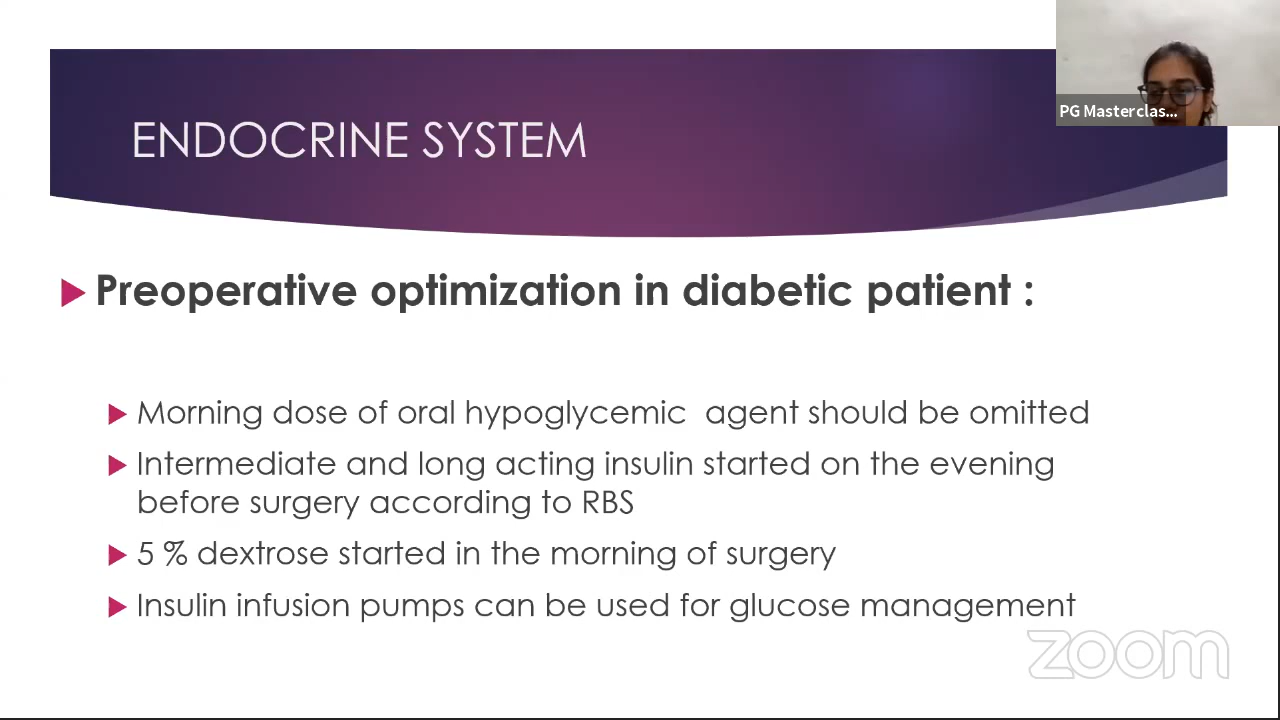 PG Masterclas...
ENDOCRINE SYSTEM
Preoperative optimization in diabetic patient :
Morning dose of oral hypoglycemic agent should be omitted
Intermediate and long acting insulin started on the evening
before surgery according to RBS
5 % dextrose started in the morning of surgery
Insulin infusion pumps can be used for glucose management
zoom